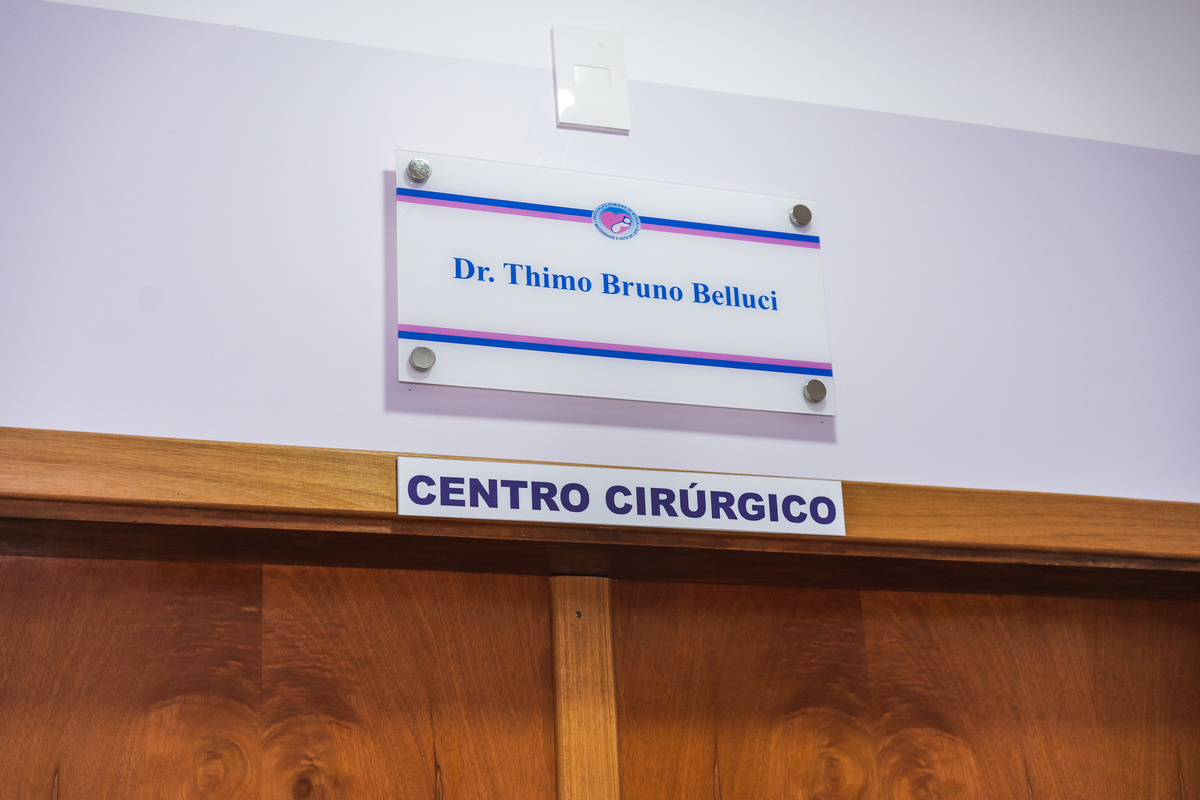 Dr. Thimo Bruno Belluci
CENTRO CIRÚRGICO